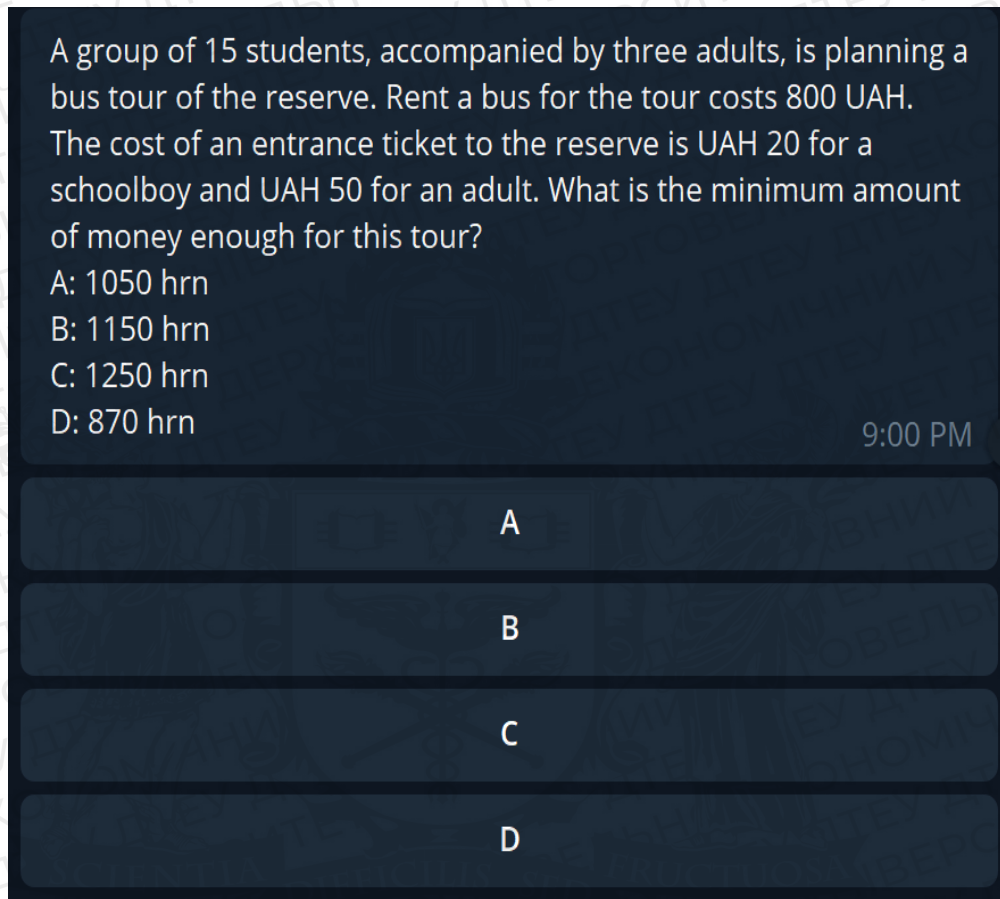 A group of 15 students, accompanied by three adults, is planning a
bus tour of the reserve. Rent a bus for the tour costs 800 UAH.
The cost of an entrance ticket to the reserve is UAH 20 for a
schoolboy and UAH 50 for an adult. What is the minimum amount
of money enough for this tour?
A: 1050 hrn
B: 1150 hrn
C: 1250 hrn
D: 870 hrn
9:00 PM
A
B
C
D